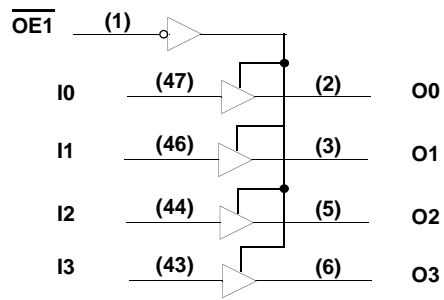 OE1 (1)
I0 (47) (2) O0
I1 (46) (3) O1
I2 (44) (5) O2
I3 (43) (6) O3